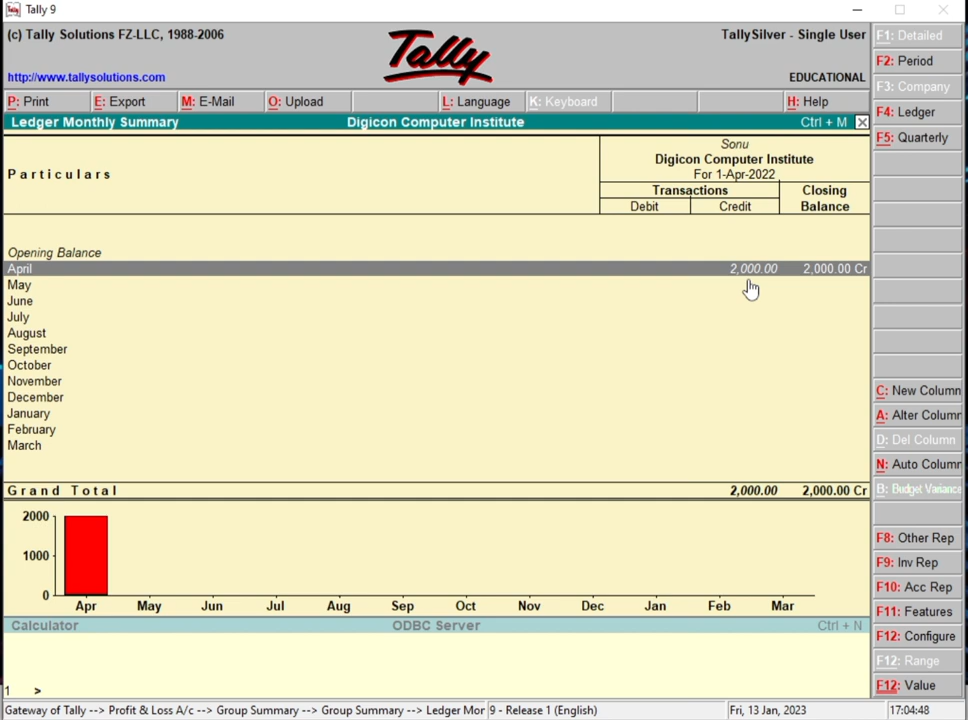 Tally 9
(c) Tally Solutions FZ-LLC, 1988-2006
http://www.tallysolutions.com
Tally
TallySilver - Single User
EDUCATIONAL
P: Print E: Export M: E-Mail O: Upload L: Language K: Keyboard H: Help
Ledger Monthly Summary Digicon Computer Institute Ctrl + M
Particulars
Sonu
Digicon Computer Institute
For 1-Apr-2022
Transactions Closing
Debit Credit Balance
Opening Balance
April 2,000.00 2,000.00 Cr
May
June
July
August
September
October
November
December
January
February
March
Grand Total 2,000.00 2,000.00 Cr
2000
1000
0
Apr May Jun Jul Aug Sep Oct Nov Dec Jan Feb Mar
Calculator ODBC Server Ctrl + N
1 >
Gateway of Tally --> Profit & Loss A/c --> Group Summary --> Group Summary --> Ledger Mor 9 - Release 1 (English) Fri, 13 Jan, 2023 17:04:48
F1: Detailed
F2: Period
F3: Company
F4: Ledger
F5: Quarterly
C: New Column
A: Alter Column
D: Del Column
N: Auto Column
B: Budget Variance
F8: Other Rep
F9: Inv Rep
F10: Acc Rep
F11: Features
F12: Configure
F12: Range
F12: Value